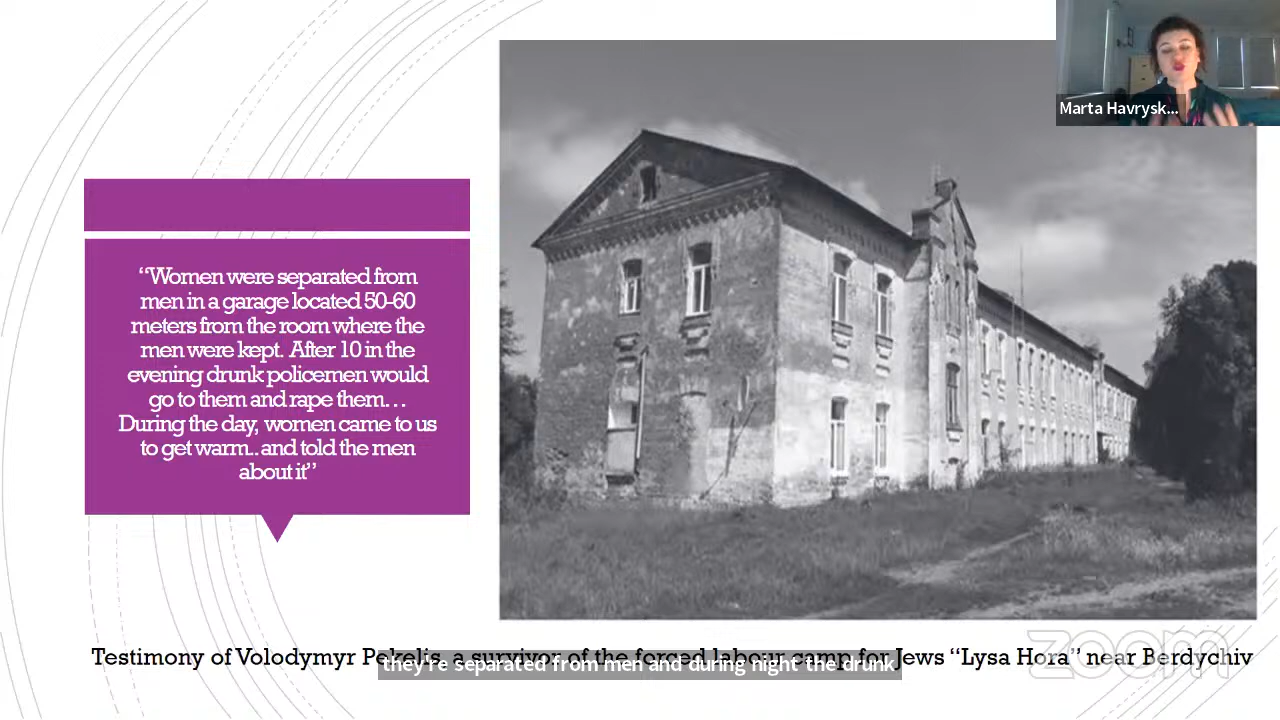 Marta Havrysk...
“Women were separated from
men in a garage located 50-60
meters from the room where the
men were kept. After 10 in the
evening drunk policemen would
go to them and rape them…
During the day, women came to us
to get warm..and told the men
about it”
Testimony of Volodymyr Pekelis, a survivor of the forced labour camp for Jews “Lysa Hora” near Berdychiv
they're separated from men and during night the drunk
zoom